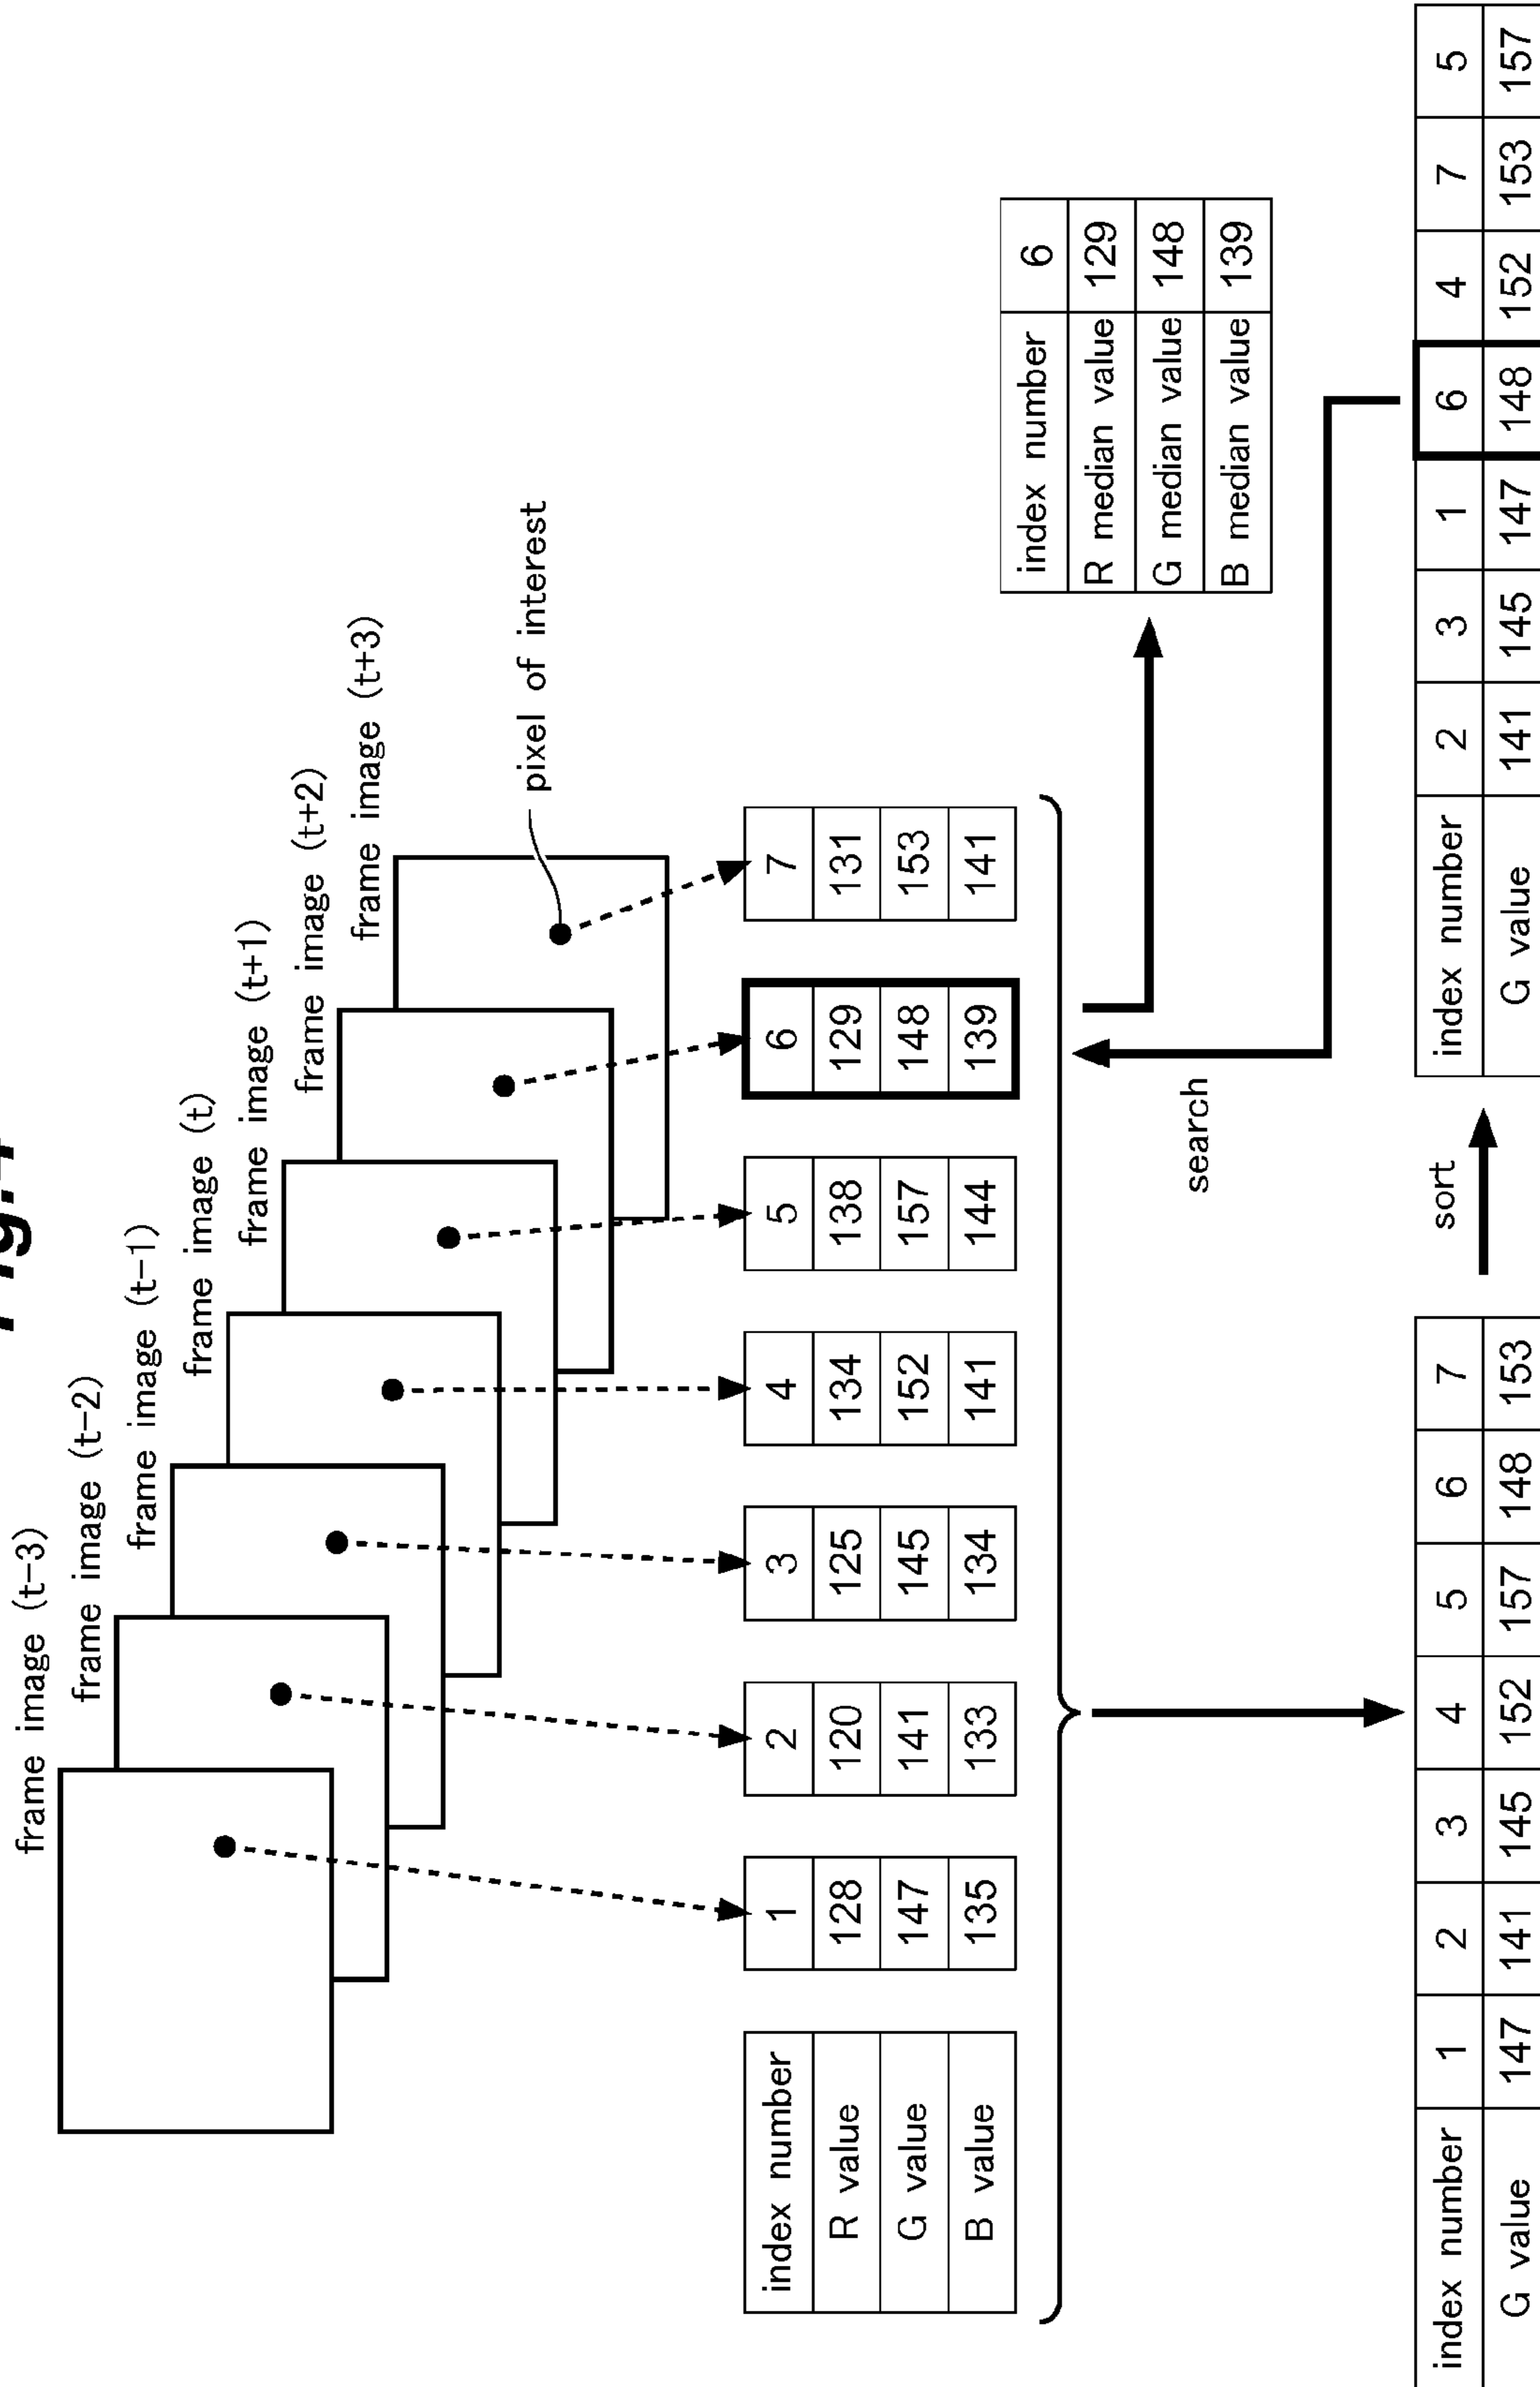 frame image (t-3)
frame image (t-2)
frame image (t-1)
frame image (t)
frame image (t+1)
frame image (t+2)
frame image (t+3)
pixel of interest
index number 1 2 3 4 5 6 7
R value 128 120 125 134 138 129 131
G value 147 141 145 152 157 148 153
B value 135 133 134 141 144 139 141
index number 6
R median value 129
G median value 148
B median value 139
search
index number 1 2 3 4 5 6 7
G value 147 141 145 152 157 148 153
sort
index number 2 3 1 6 4 7 5
G value 141 145 147 148 152 153 157